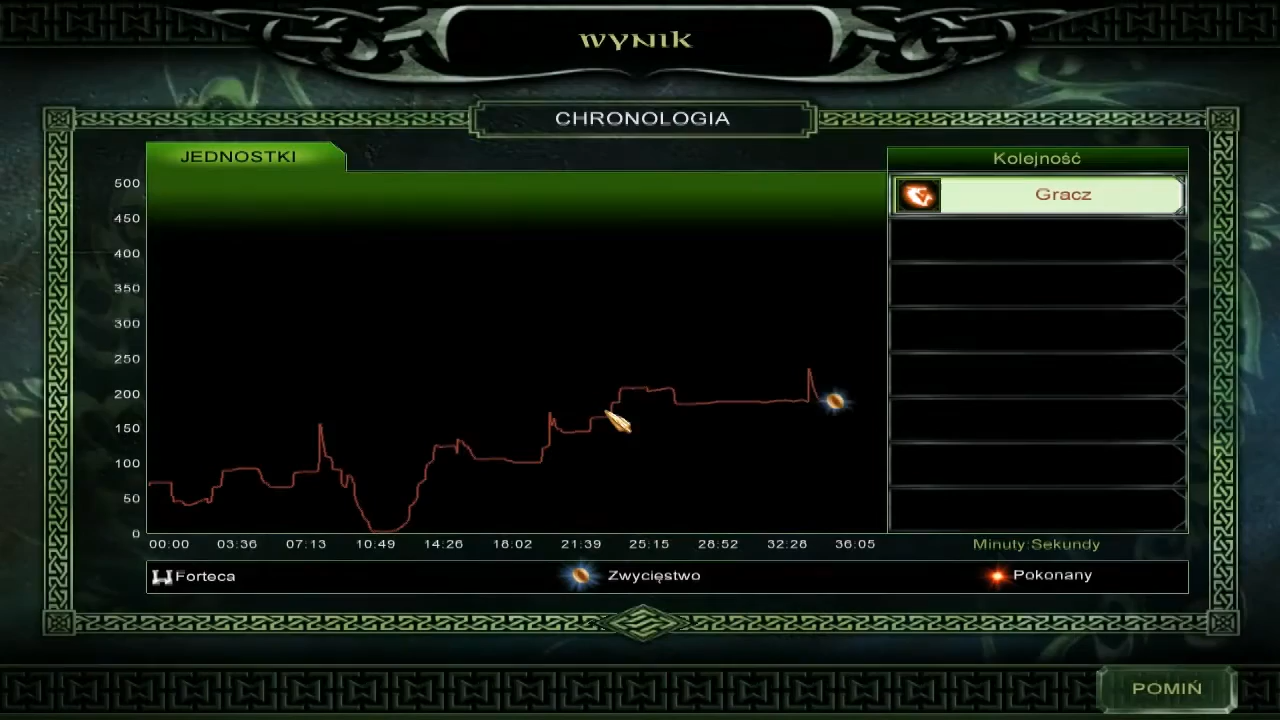 WYNIK
CHRONOLOGIA
JEDNOSTKI
Kolejność
Gracz
500
450
400
350
300
250
200
150
100
50
0
00:00 03:36 07:13 10:49 14:26 18:02 21:39 25:15 28:52 32:28 36:05 Minuty:Sekundy
Forteca Zwycięstwo Pokonany
POMIŃ